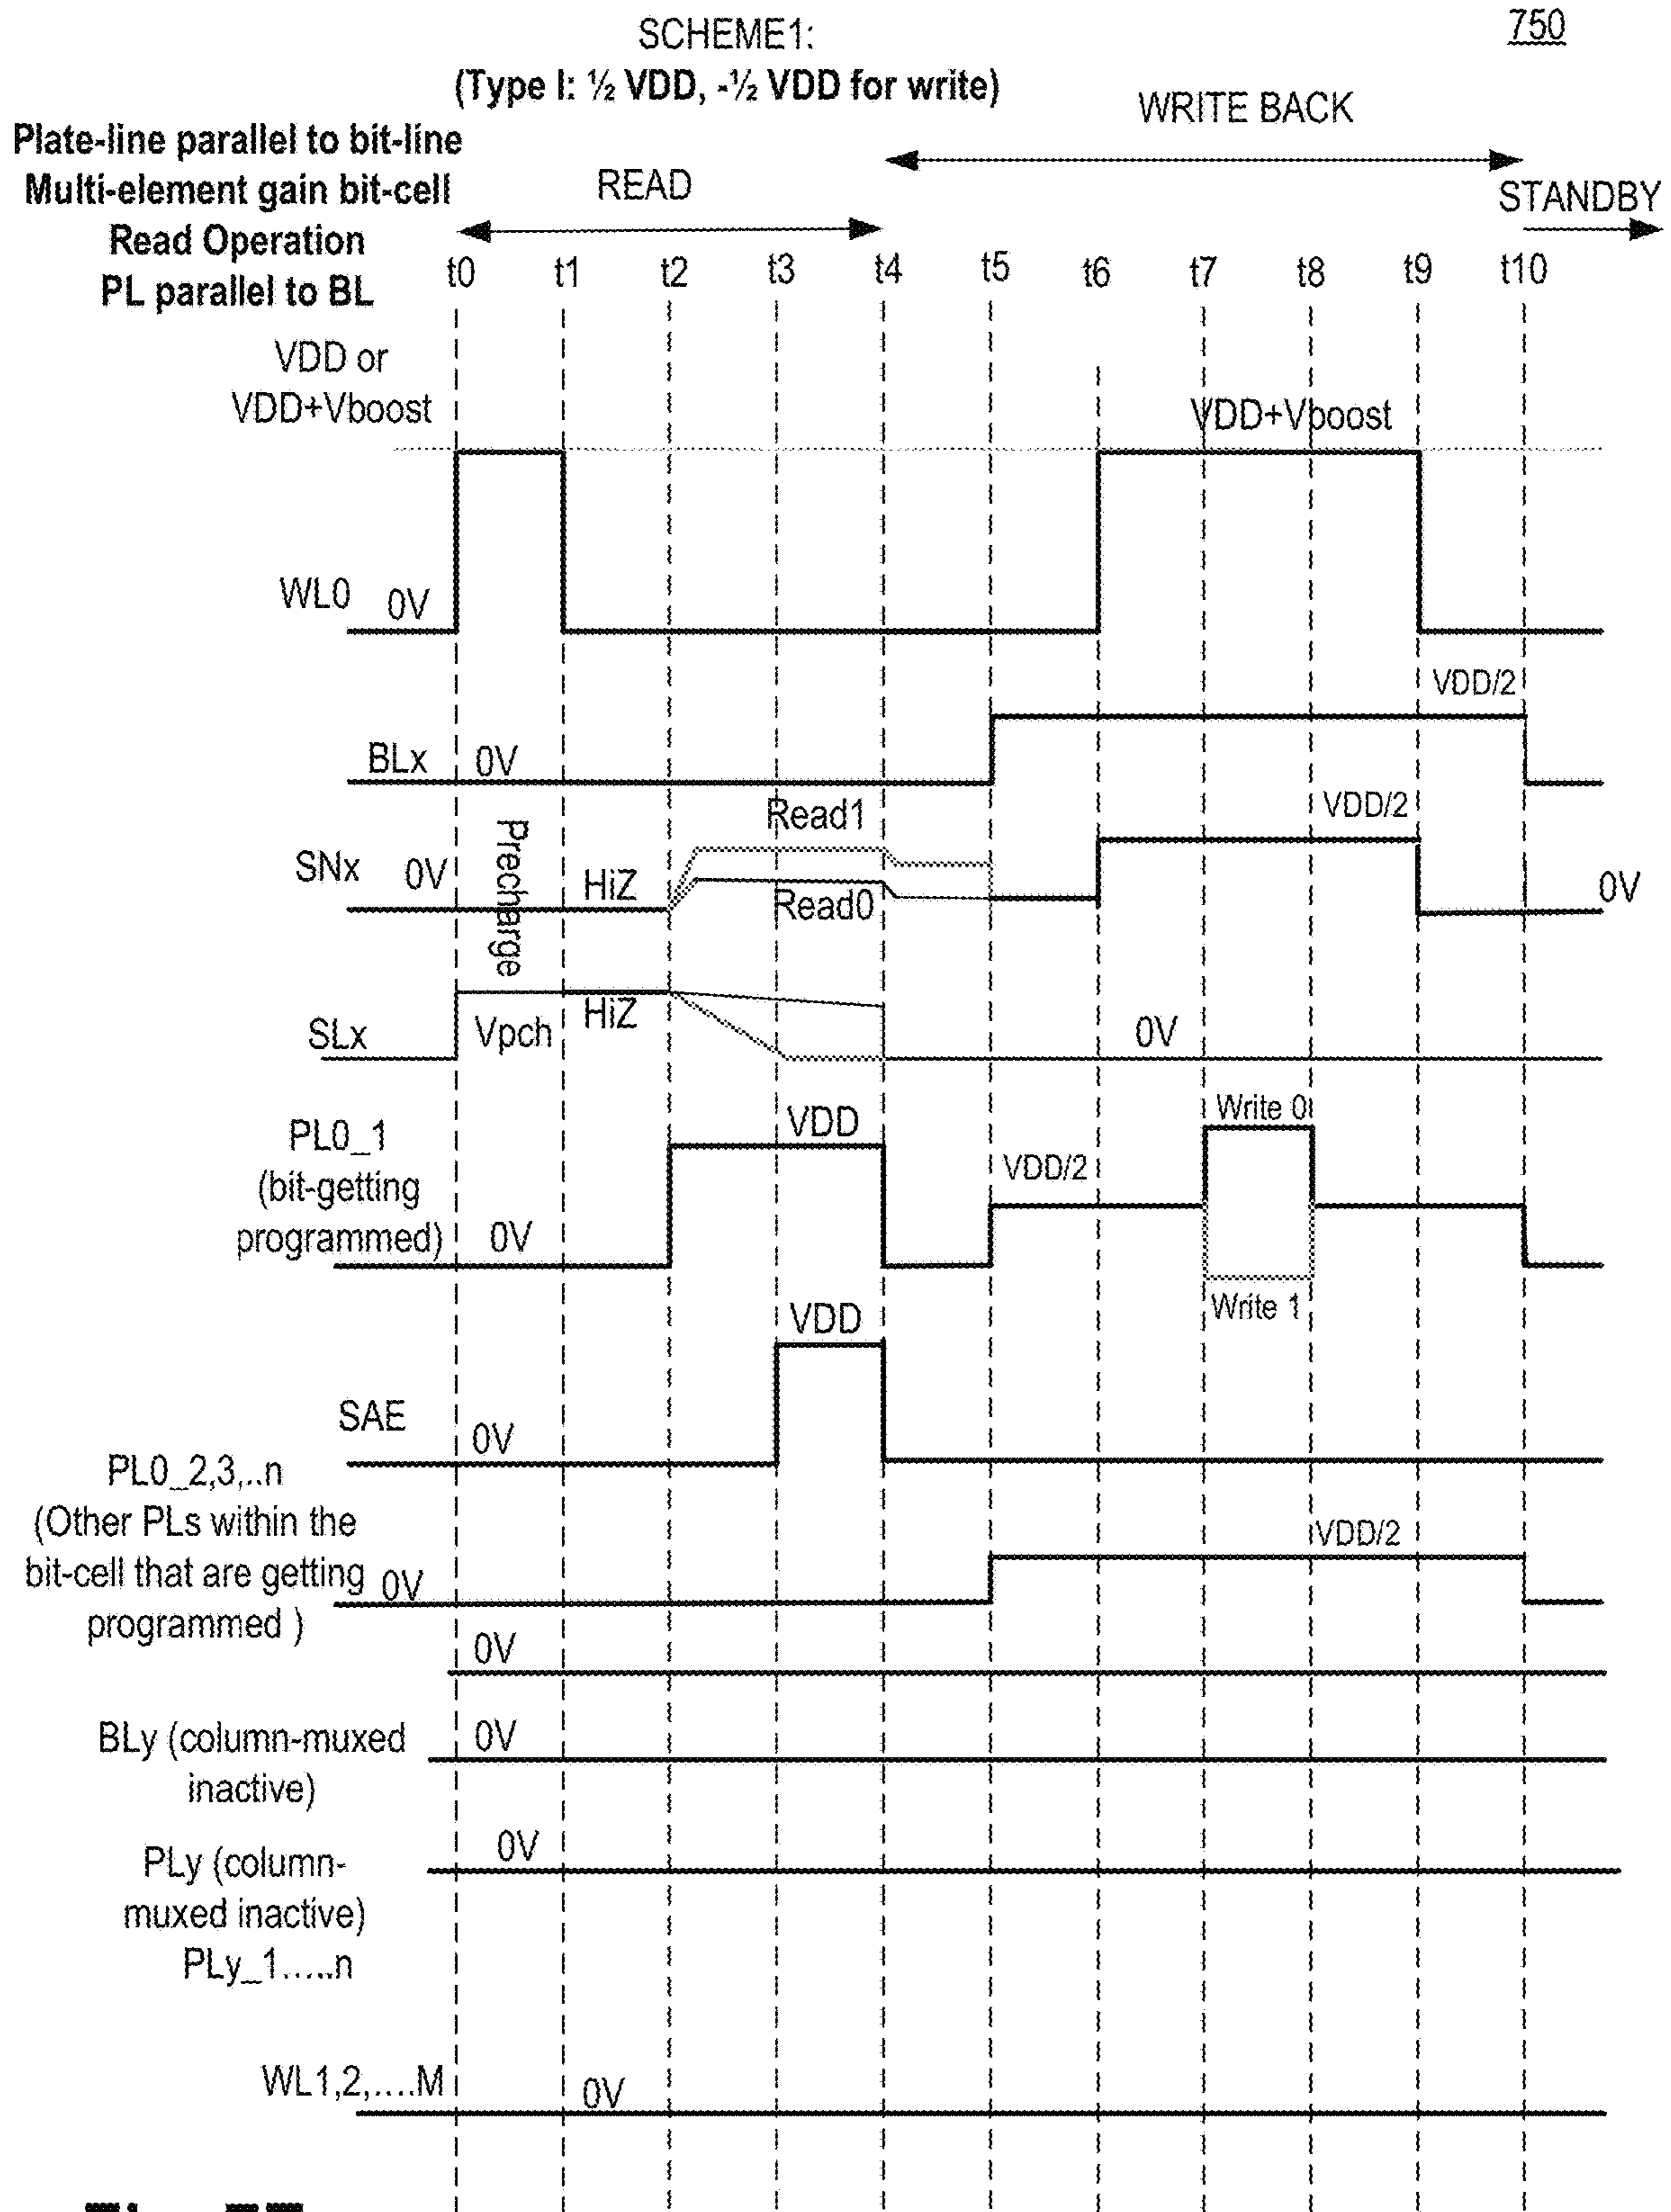 750
SCHEME1:
(Type I: ½ VDD, -½ VDD for write)
WRITE BACK
Plate-line parallel to bit-line
Multi-element gain bit-cell
Read Operation
PL parallel to BL
READ
STANDBY
t0 t1 t2 t3 t4 t5 t6 t7 t8 t9 t10
VDD or
VDD+Vboost
VDD+Vboost
WL0 0V
VDD/2
BLx 0V
Read1
VDD/2
SNx 0V
Precharge
HiZ
Read0
0V
SLx
Vpch
HiZ
0V
PL0_1
(bit-getting
programmed)
0V
VDD
VDD/2
Write 0
Write 1
VDD
SAE
0V
PL0_2,3,..n
(Other PLs within the
bit-cell that are getting
programmed )
0V
VDD/2
0V
BLy (column-muxed
inactive)
0V
PLy (column-
muxed inactive)
PLy_1.....n
0V
WL1,2,....M
0V